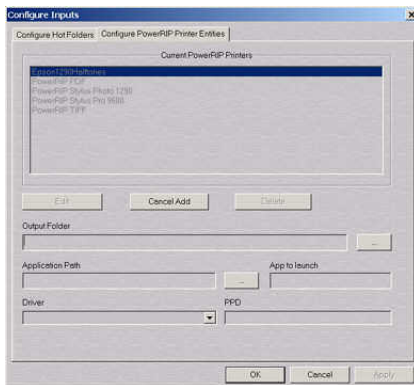 Configure Inputs
Configure Hot Folders
Configure PowerRIP Printer Entities
Current PowerRIP Printers
Epson1290Halftones
PowerRIP PDF
PowerRIP Stylus Photo 1290
PowerRIP Stylus Pro 9600
PowerRIP TIFF
Edit
Cancel Add
Delete
Output Folder
...
Application Path
App to launch
...
Driver
PPD
OK
Cancel
Apply